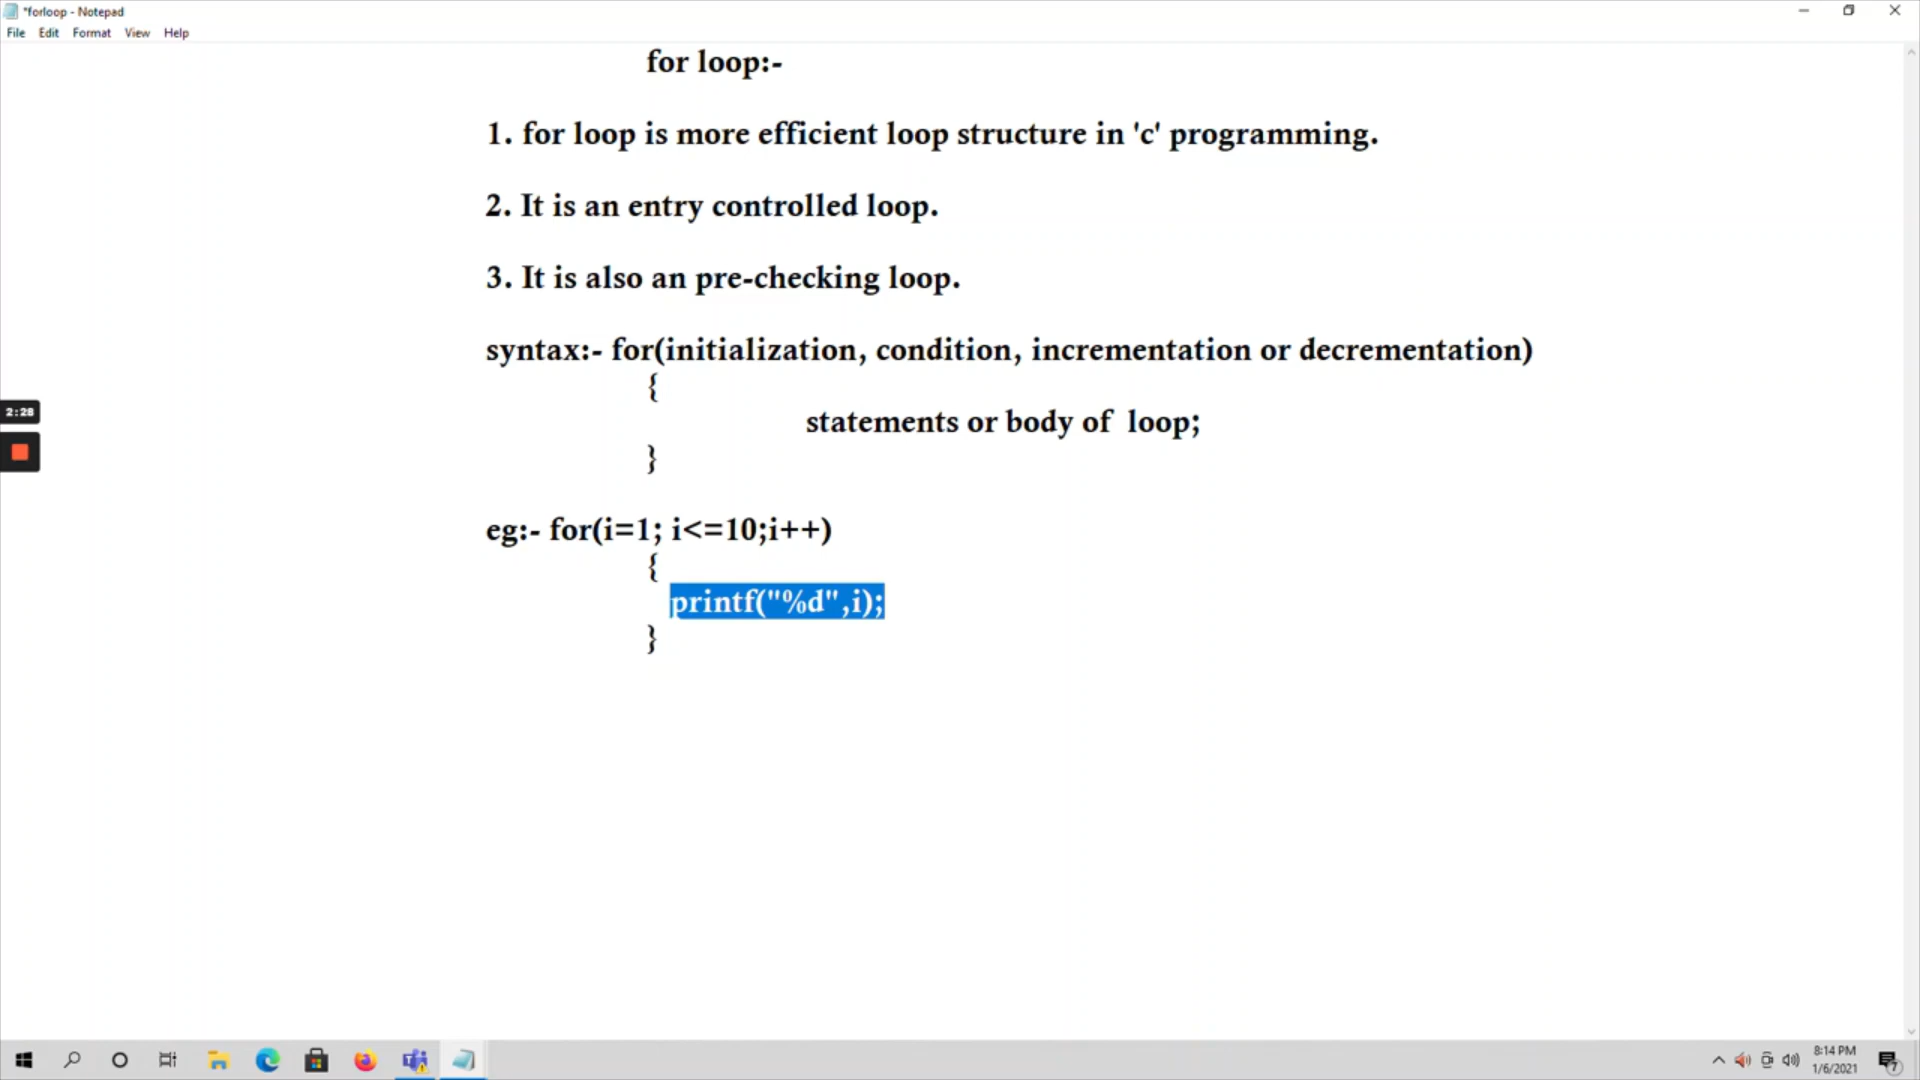 *forloop - Notepad
File Edit Format View Help
for loop:-
1. for loop is more efficient loop structure in 'c' programming.
2. It is an entry controlled loop.
3. It is also an pre-checking loop.
syntax:- for(initialization, condition, incrementation or decrementation)
{
statements or body of  loop;
}
2:28
eg:- for(i=1; i<=10;i++)
{
printf("%d",i);
}
8:14 PM
1/6/2021
7